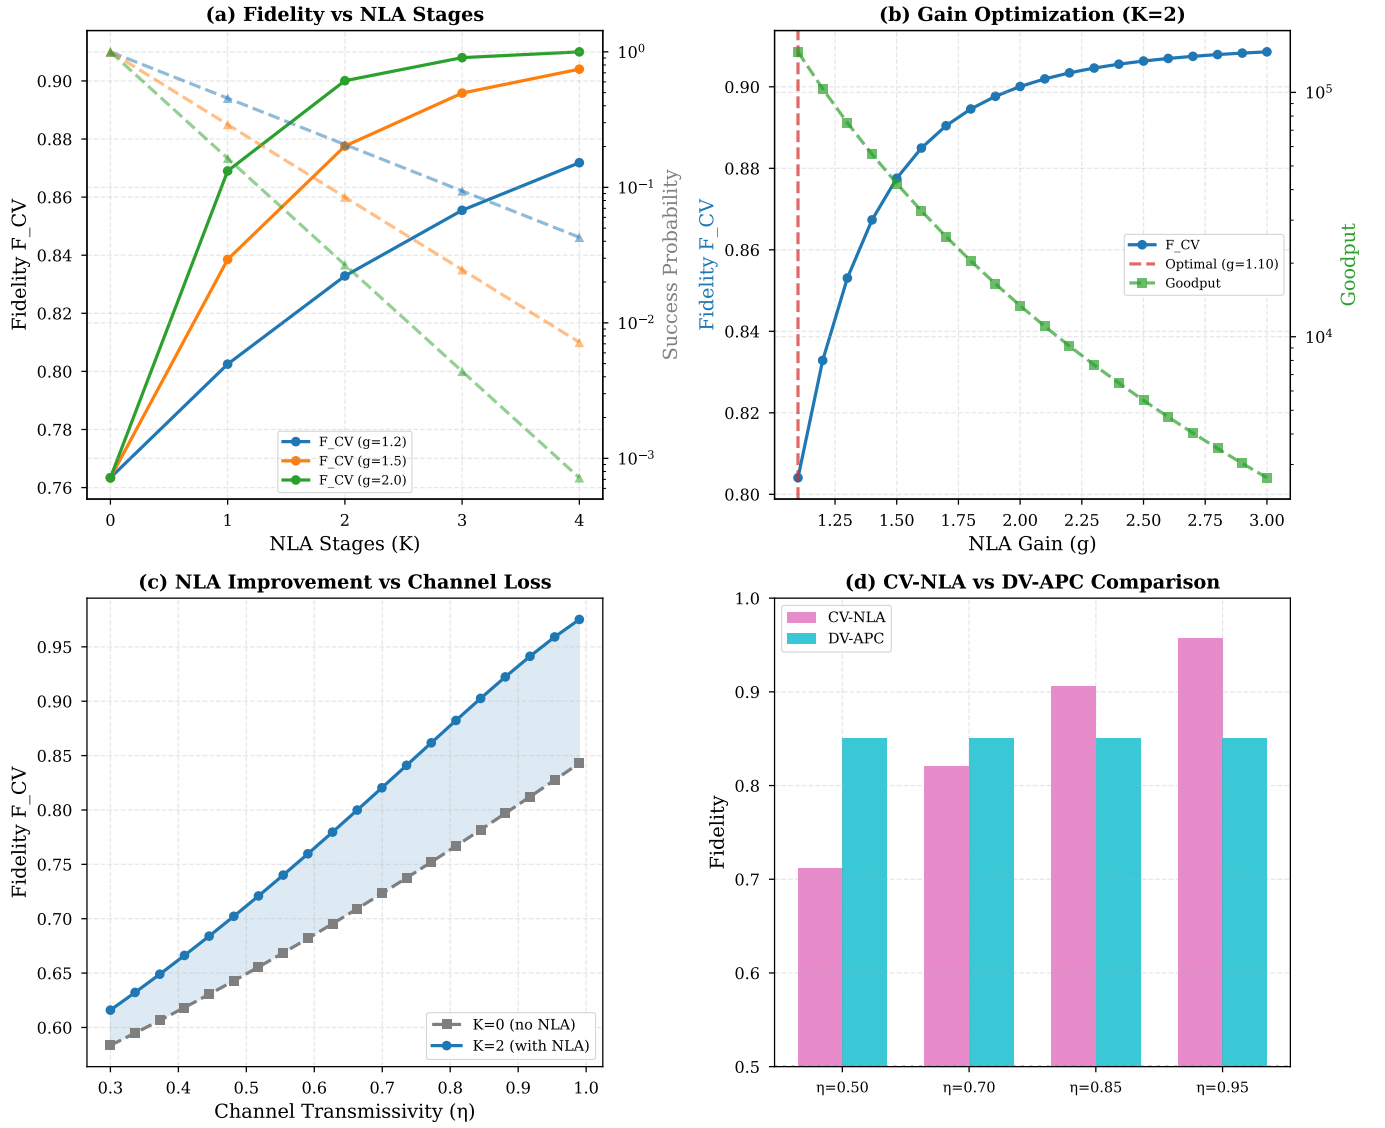 (a) Fidelity vs NLA Stages
Fidelity F_CV
0.90
0.88
0.86
0.84
0.82
0.80
0.78
0.76
10⁰
10⁻¹
10⁻²
10⁻³
Success Probability
F_CV (g=1.2)
F_CV (g=1.5)
F_CV (g=2.0)
0 1 2 3 4
NLA Stages (K)
(b) Gain Optimization (K=2)
Fidelity F_CV
0.90
0.88
0.86
0.84
0.82
0.80
10⁵
10⁴
Goodput
F_CV
Optimal (g=1.10)
Goodput
1.25 1.50 1.75 2.00 2.25 2.50 2.75 3.00
NLA Gain (g)
(c) NLA Improvement vs Channel Loss
Fidelity F_CV
0.95
0.90
0.85
0.80
0.75
0.70
0.65
0.60
K=0 (no NLA)
K=2 (with NLA)
0.3 0.4 0.5 0.6 0.7 0.8 0.9 1.0
Channel Transmissivity (η)
(d) CV-NLA vs DV-APC Comparison
Fidelity
1.0
0.9
0.8
0.7
0.6
0.5
CV-NLA
DV-APC
η=0.50 η=0.70 η=0.85 η=0.95